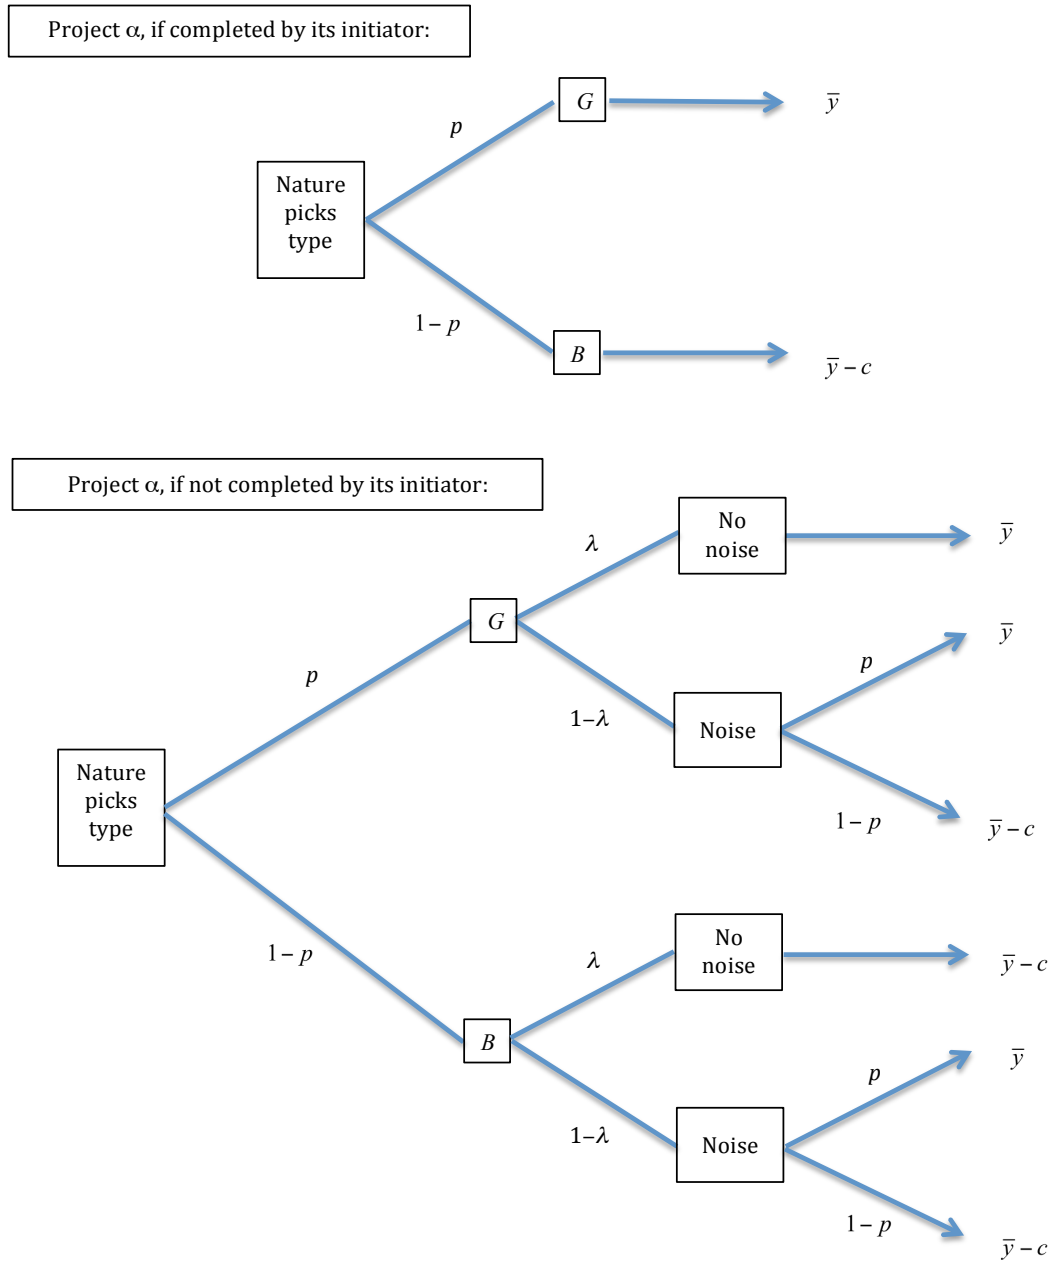 Project α, if completed by its initiator:
G
y̅
p
Nature
picks
type
1 – p
B
y̅ – c
Project α, if not completed by its initiator:
No
noise
λ
y̅
G
y̅
p
p
1–λ
Noise
Nature
picks
type
1 – p
y̅ – c
No
noise
1 – p
λ
y̅ – c
B
y̅
p
1–λ
Noise
1 – p
y̅ – c